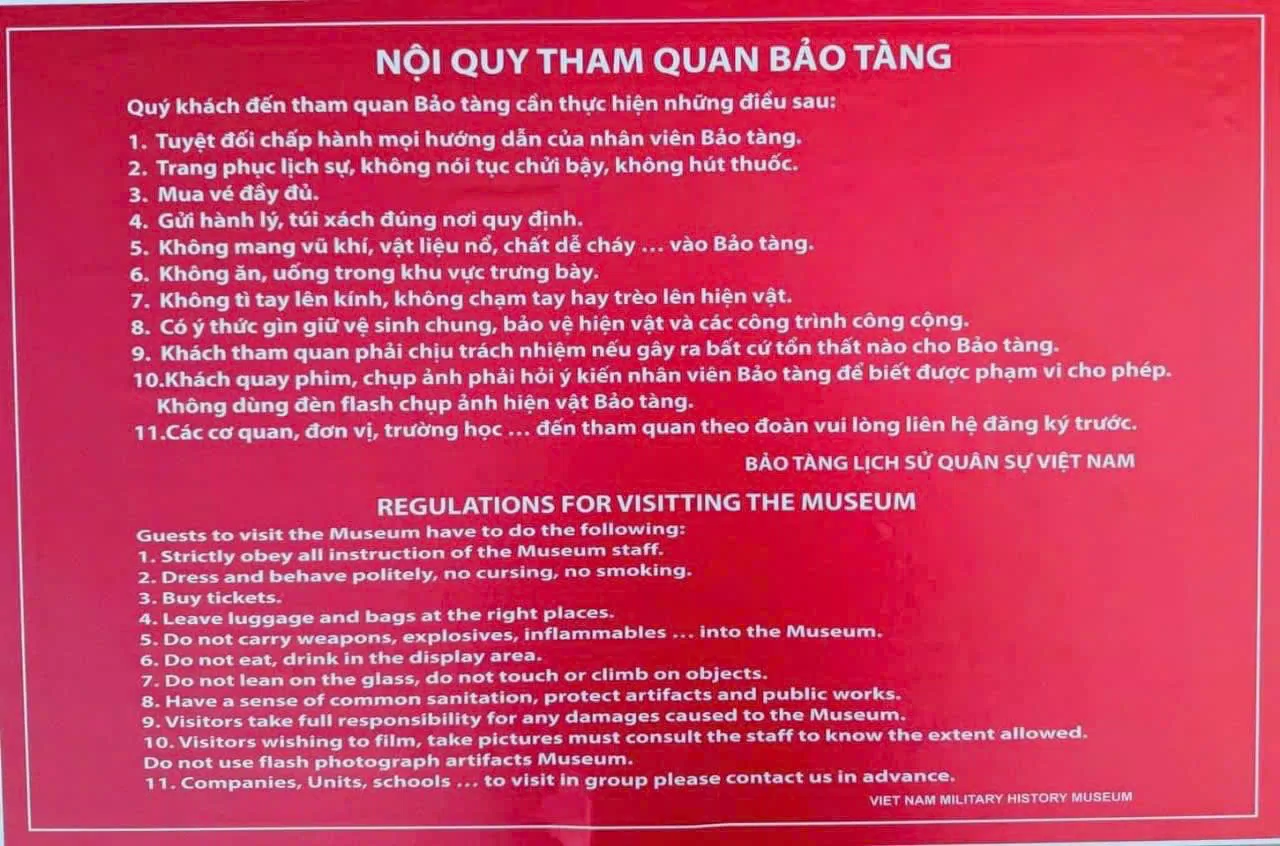 NỘI QUY THAM QUAN BẢO TÀNG
Quý khách đến tham quan Bảo tàng cần thực hiện những điều sau:
1. Tuyệt đối chấp hành mọi hướng dẫn của nhân viên Bảo tàng.
2. Trang phục lịch sự, không nói tục chửi bậy, không hút thuốc.
3. Mua vé đầy đủ.
4. Gửi hành lý, túi xách đúng nơi quy định.
5. Không mang vũ khí, vật liệu nổ, chất dễ cháy ... vào Bảo tàng.
6. Không ăn, uống trong khu vực trưng bày.
7. Không tì tay lên kính, không chạm tay hay trèo lên hiện vật.
8. Có ý thức gìn giữ vệ sinh chung, bảo vệ hiện vật và các công trình công cộng.
9. Khách tham quan phải chịu trách nhiệm nếu gây ra bất cứ tổn thất nào cho Bảo tàng.
10.Khách quay phim, chụp ảnh phải hỏi ý kiến nhân viên Bảo tàng để biết được phạm vi cho phép.
Không dùng đèn flash chụp ảnh hiện vật Bảo tàng.
11.Các cơ quan, đơn vị, trường học ... đến tham quan theo đoàn vui lòng liên hệ đăng ký trước.
BẢO TÀNG LỊCH SỬ QUÂN SỰ VIỆT NAM
REGULATIONS FOR VISITTING THE MUSEUM
Guests to visit the Museum have to do the following:
1. Strictly obey all instruction of the Museum staff.
2. Dress and behave politely, no cursing, no smoking.
3. Buy tickets.
4. Leave luggage and bags at the right places.
5. Do not carry weapons, explosives, inflammables ... into the Museum.
6. Do not eat, drink in the display area.
7. Do not lean on the glass, do not touch or climb on objects.
8. Have a sense of common sanitation, protect artifacts and public works.
9. Visitors take full responsibility for any damages caused to the Museum.
10. Visitors wishing to film, take pictures must consult the staff to know the extent allowed.
Do not use flash photograph artifacts Museum.
11. Companies, Units, schools ... to visit in group please contact us in advance.
VIET NAM MILITARY HISTORY MUSEUM